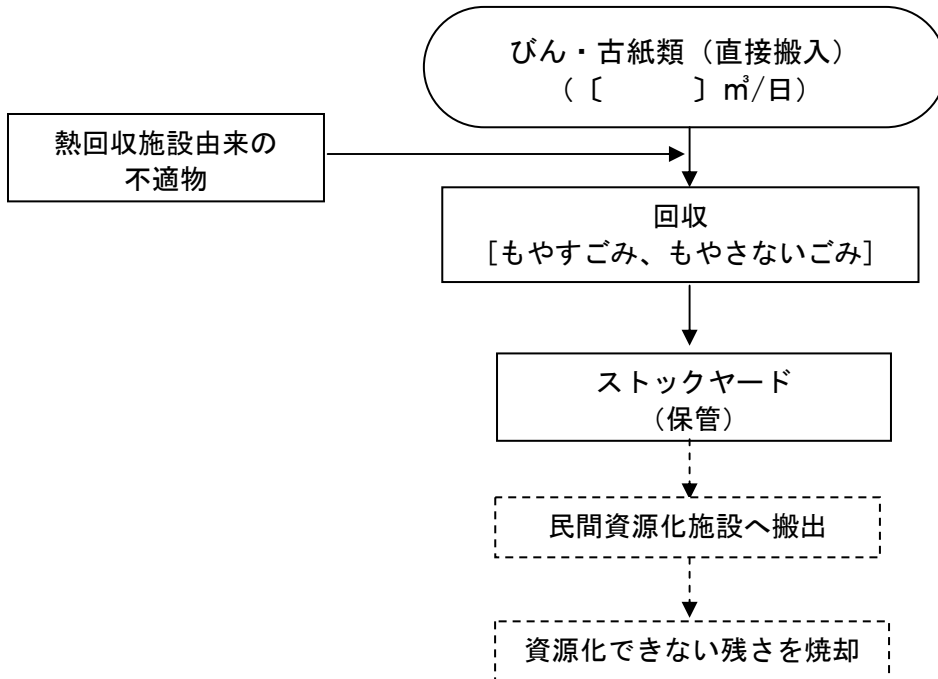 びん・古紙類（直接搬入）
（〔　　　〕㎥/日）
熱回収施設由来の
不適物
回収
［もやすごみ、もやさないごみ］
ストックヤード
（保管）
民間資源化施設へ搬出
資源化できない残さを焼却